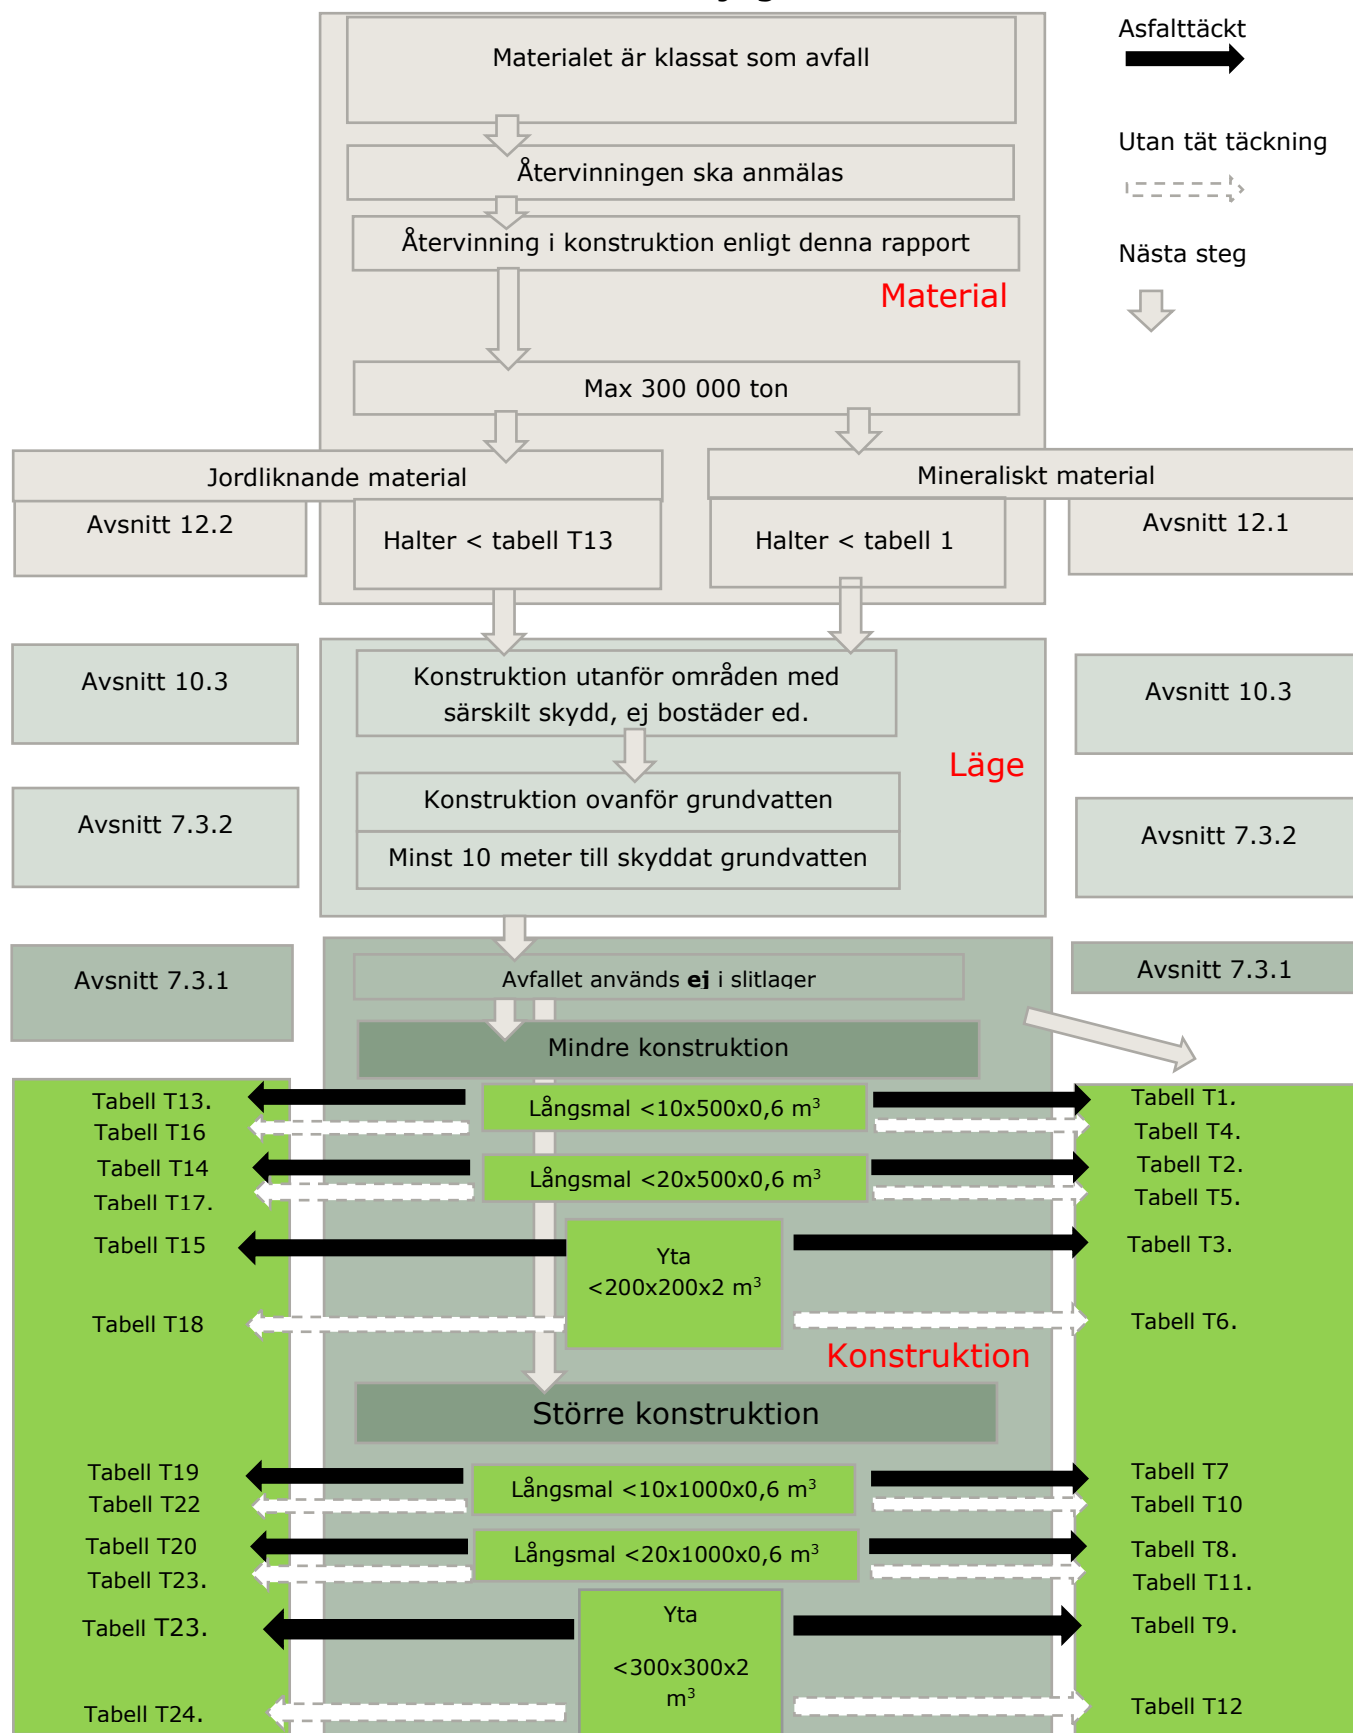 Asfalttäckt
Utan tät täckning
Nästa steg
Materialet är klassat som avfall
Återvinningen ska anmälas
Återvinning i konstruktion enligt denna rapport
Material
Max 300 000 ton
Jordliknande material
Mineraliskt material
Avsnitt 12.2
Halter < tabell T13
Halter < tabell 1
Avsnitt 12.1
Avsnitt 10.3
Konstruktion utanför områden med
särskilt skydd, ej bostäder ed.
Avsnitt 10.3
Läge
Avsnitt 7.3.2
Konstruktion ovanför grundvatten
Minst 10 meter till skyddat grundvatten
Avsnitt 7.3.2
Avsnitt 7.3.1
Avfallet används ej i slitlager
Avsnitt 7.3.1
Mindre konstruktion
Tabell T13.
Tabell T16
Långsmal <10x500x0,6 m³
Tabell T1.
Tabell T4.
Tabell T14
Tabell T17.
Långsmal <20x500x0,6 m³
Tabell T2.
Tabell T5.
Tabell T15
Yta
<200x200x2 m³
Tabell T3.
Tabell T18
Tabell T6.
Konstruktion
Större konstruktion
Tabell T19
Tabell T22
Långsmal <10x1000x0,6 m³
Tabell T7
Tabell T10
Tabell T20
Tabell T23.
Långsmal <20x1000x0,6 m³
Tabell T8.
Tabell T11.
Tabell T23.
Yta
<300x300x2
m³
Tabell T9.
Tabell T24.
Tabell T12